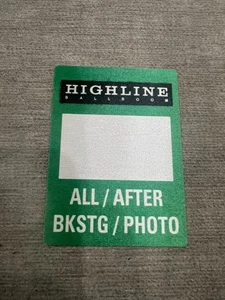 HIGHLINE
BALLROOM
ALL / AFTER
BKSTG / PHOTO